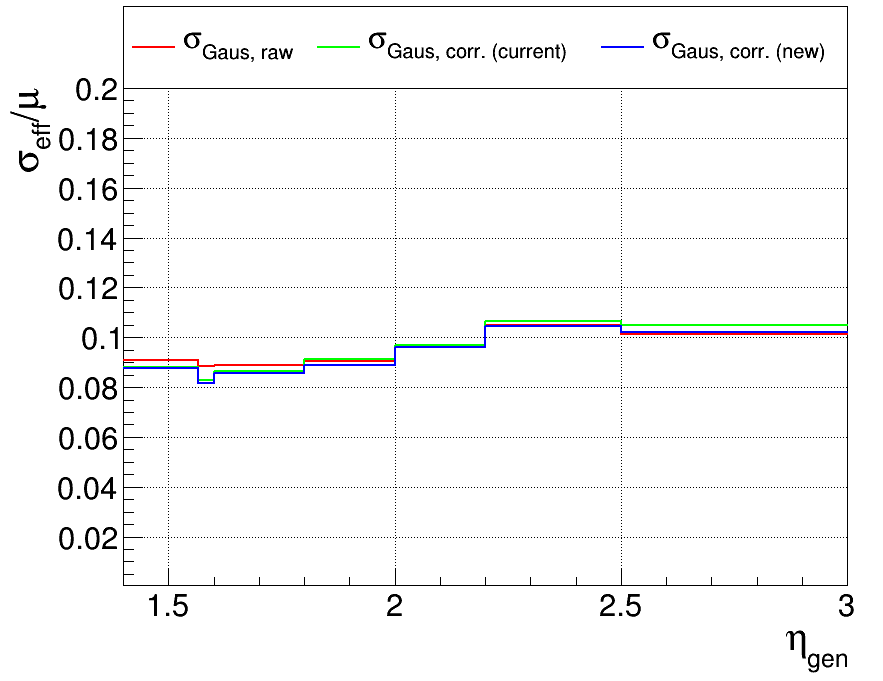 σGaus, raw σGaus, corr. (current) σGaus, corr. (new)
σeff/μ
0.2
0.18
0.16
0.14
0.12
0.1
0.08
0.06
0.04
0.02
1.5 2 2.5 3
ηgen